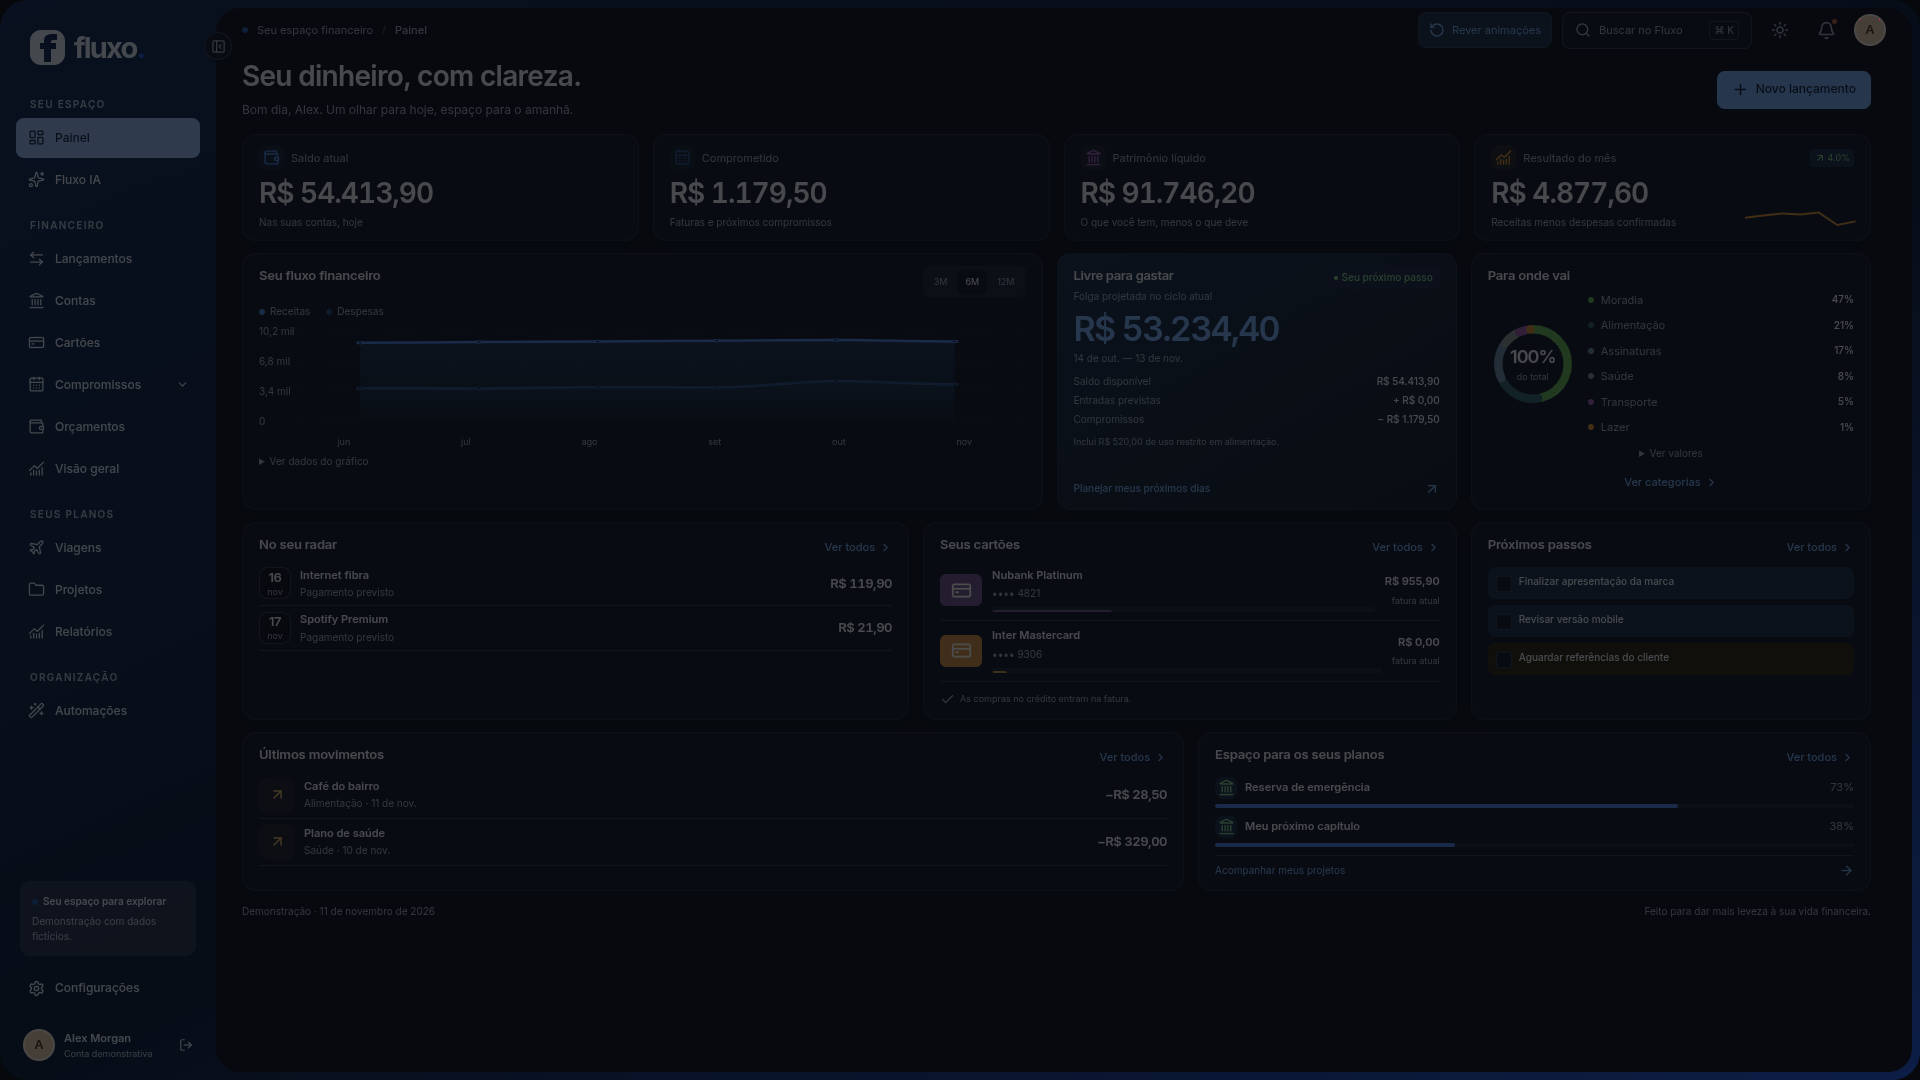 fluxo.
SEU ESPAÇO
Painel
Fluxo IA
FINANCEIRO
Lançamentos
Contas
Cartões
Compromissos
Orçamentos
Visão geral
SEUS PLANOS
Viagens
Projetos
Relatórios
ORGANIZAÇÃO
Automações
Seu espaço para explorar
Demonstração com dados
fictícios.
Configurações
A
Alex Morgan
Conta demonstrativa
Seu espaço financeiro / Painel
Rever animações
Buscar no Fluxo ⌘ K
A
Seu dinheiro, com clareza.
Bom dia, Alex. Um olhar para hoje, espaço para o amanhã.
Novo lançamento
Saldo atual
R$ 54.413,90
Nas suas contas, hoje
Comprometido
R$ 1.179,50
Faturas e próximos compromissos
Patrimônio líquido
R$ 91.746,20
O que você tem, menos o que deve
Resultado do mês
4.0%
R$ 4.877,60
Receitas menos despesas confirmadas
Seu fluxo financeiro
3M 6M 12M
Receitas Despesas
10,2 mil
6,8 mil
3,4 mil
0
jun jul ago set out nov
Ver dados do gráfico
Livre para gastar
Seu próximo passo
Folga projetada no ciclo atual
R$ 53.234,40
14 de out. — 13 de nov.
Saldo disponível R$ 54.413,90
Entradas previstas + R$ 0,00
Compromissos − R$ 1.179,50
Inclui R$ 520,00 de uso restrito em alimentação.
Planejar meus próximos dias
Para onde vai
100%
do total
Moradia 47%
Alimentação 21%
Assinaturas 17%
Saúde 8%
Transporte 5%
Lazer 1%
Ver valores
Ver categorias
No seu radar
Ver todos
16 nov
Internet fibra
Pagamento previsto
R$ 119,90
17 nov
Spotify Premium
Pagamento previsto
R$ 21,90
Seus cartões
Ver todos
Nubank Platinum
•••• 4821
R$ 955,90
fatura atual
Inter Mastercard
•••• 9306
R$ 0,00
fatura atual
As compras no crédito entram na fatura.
Próximos passos
Ver todos
Finalizar apresentação da marca
Revisar versão mobile
Aguardar referências do cliente
Últimos movimentos
Ver todos
Café do bairro
Alimentação · 11 de nov.
−R$ 28,50
Plano de saúde
Saúde · 10 de nov.
−R$ 329,00
Espaço para os seus planos
Ver todos
Reserva de emergência 73%
Meu próximo capítulo 38%
Acompanhar meus projetos
Demonstração · 11 de novembro de 2026
Feito para dar mais leveza à sua vida financeira.